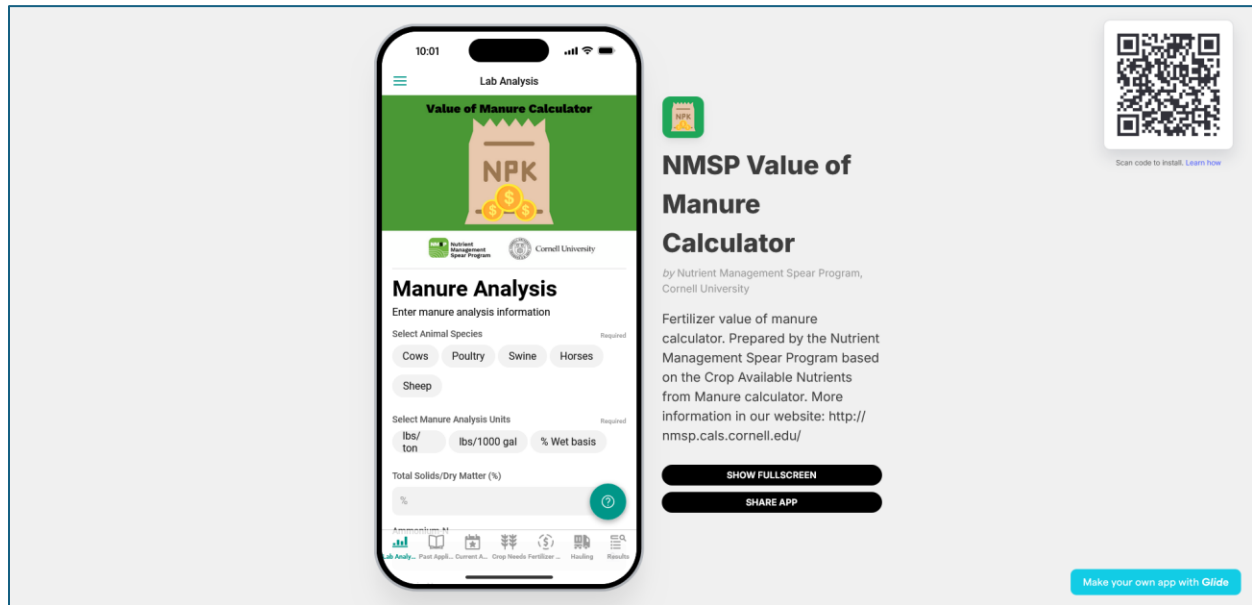 10:01
Lab Analysis
Value of Manure Calculator
NPK
$
$
$
Nutrient
Management
Spear Program
Cornell University
Manure Analysis
Enter manure analysis information
Select Animal Species
Required
Cows
Poultry
Swine
Horses
Sheep
Select Manure Analysis Units
Required
lbs/
ton
lbs/1000 gal
% Wet basis
Total Solids/Dry Matter (%)
%
Ammonium-N
Lab Analy...
Past Appli...
Current A...
Crop Needs
Fertilizer ...
Hauling
Results
NPK
NMSP Value of
Manure
Calculator
by Nutrient Management Spear Program,
Cornell University
Fertilizer value of manure
calculator. Prepared by the Nutrient
Management Spear Program based
on the Crop Available Nutrients
from Manure calculator. More
information in our website: http://
nmsp.cals.cornell.edu/
SHOW FULLSCREEN
SHARE APP
Scan code to install. Learn how
Make your own app with Glide